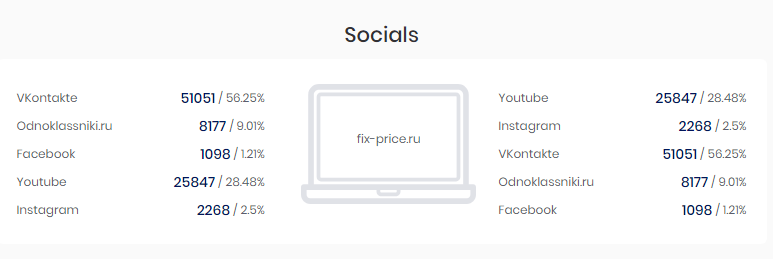 Socials
VKontakte 51051 / 56.25%
Odnoklassniki.ru 8177 / 9.01%
Facebook 1098 / 1.21%
Youtube 25847 / 28.48%
Instagram 2268 / 2.5%
fix-price.ru
Youtube 25847 / 28.48%
Instagram 2268 / 2.5%
VKontakte 51051 / 56.25%
Odnoklassniki.ru 8177 / 9.01%
Facebook 1098 / 1.21%